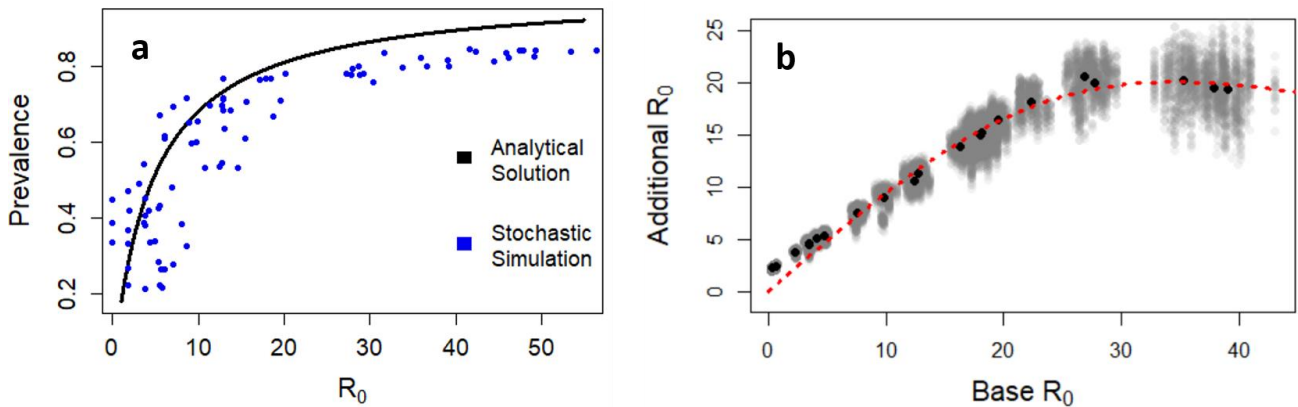 a
Prevalence
0.2
0.4
0.6
0.8
Analytical
Solution
Stochastic
Simulation
0 10 20 30 40 50
R0
b
Additional R0
0
5
10
15
20
25
0 10 20 30 40
Base R0